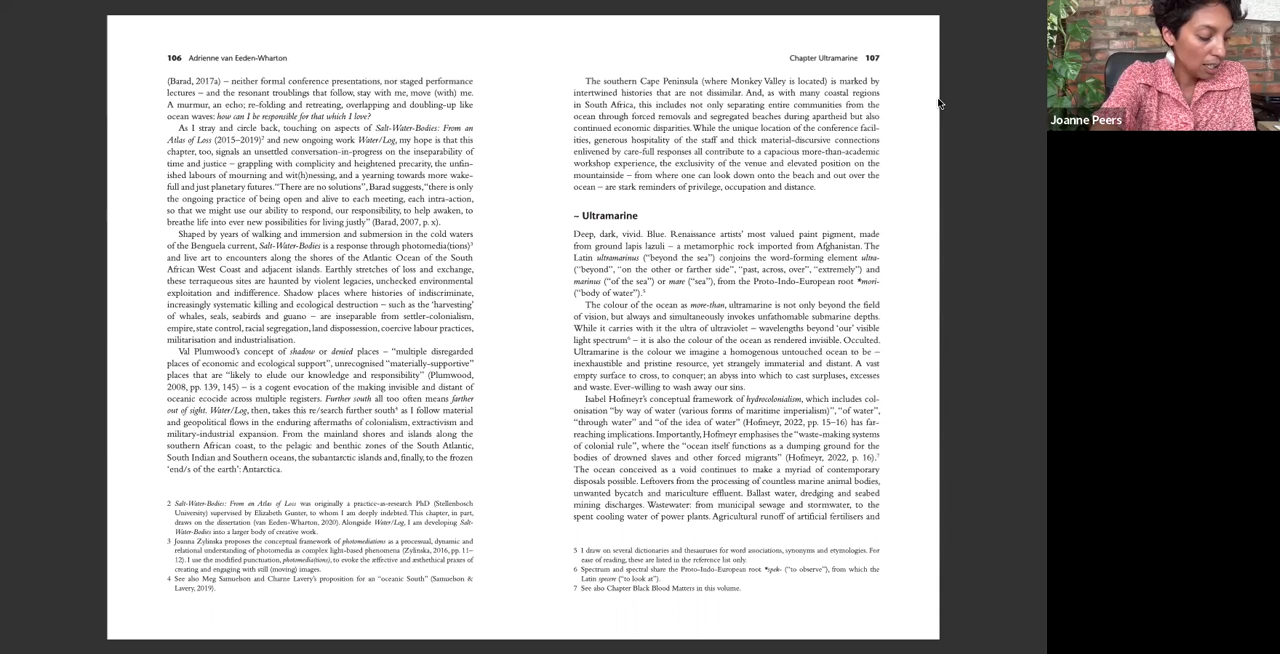 106 Adrienne van Eeden-Wharton
(Barad, 2017a) – neither formal conference presentations, nor staged performance
lectures – and the resonant troublings that follow, stay with me, move (with) me.
A murmur, an echo; re-folding and retreating, overlapping and doubling-up like
ocean waves: how can I be responsible for that which I love?
As I stray and circle back, touching on aspects of Salt-Water-Bodies: From an
Atlas of Loss (2015–2019)2 and new ongoing work Water/Log, my hope is that this
chapter, too, signals an unsettled conversation-in-progress on the inseparability of
time and justice – grappling with complicity and heightened precarity, the unfin-
ished labours of mourning and wit(h)nessing, and a yearning towards more wake-
full and just planetary futures. “There are no solutions”, Barad suggests, “there is only
the ongoing practice of being open and alive to each meeting, each intra-action,
so that we might use our ability to respond, our responsibility, to help awaken, to
breathe life into ever new possibilities for living justly” (Barad, 2007, p. x).
Shaped by years of walking and immersion and submersion in the cold waters
of the Benguela current, Salt-Water-Bodies is a response through photomedia(tions)3
and live art to encounters along the shores of the Atlantic Ocean of the South
African West Coast and adjacent islands. Earthly stretches of loss and exchange,
these terraqueous sites are haunted by violent legacies, unchecked environmental
exploitation and indifference. Shadow places where histories of indiscriminate,
increasingly systematic killing and ecological destruction – such as the ‘harvesting’
of whales, seals, seabirds and guano – are inseparable from settler-colonialism,
empire, state control, racial segregation, land dispossession, coercive labour practices,
militarisation and industrialisation.
Val Plumwood’s concept of shadow or denied places – “multiple disregarded
places of economic and ecological support”, unrecognised “materially-supportive”
places that are “likely to elude our knowledge and responsibility” (Plumwood,
2008, pp. 139, 145) – is a cogent evocation of the making invisible and distant of
oceanic ecocide across multiple registers. Further south all too often means farther
out of sight. Water/Log, then, takes this re/search further south4 as I follow material
and geopolitical flows in the enduring aftermaths of colonialism, extractivism and
military-industrial expansion. From the mainland shores and islands along the
southern African coast, to the pelagic and benthic zones of the South Atlantic,
South Indian and Southern oceans, the subantarctic islands and, finally, to the frozen
‘end/s of the earth’: Antarctica.
2 Salt-Water-Bodies: From an Atlas of Loss was originally a practice-as-research PhD (Stellenbosch
University) supervised by Elizabeth Gunter, to whom I am deeply indebted. This chapter, in part,
draws on the dissertation (van Eeden-Wharton, 2020). Alongside Water/Log, I am developing Salt-
Water-Bodies into a larger body of creative work.
3 Joanna Zylinska proposes the conceptual framework of photomediations as a processual, dynamic and
relational understanding of photomedia as complex light-based phenomena (Zylinska, 2016, pp. 11–
12). I use the modified punctuation, photomedia(tions), to evoke the æffective and æsthethical praxes of
creating and engaging with still (moving) images.
4 See also Meg Samuelson and Charne Lavery’s proposition for an “oceanic South” (Samuelson &
Lavery, 2019).
Chapter Ultramarine 107
The southern Cape Peninsula (where Monkey Valley is located) is marked by
intertwined histories that are not dissimilar. And, as with many coastal regions
in South Africa, this includes not only separating entire communities from the
ocean through forced removals and segregated beaches during apartheid but also
continued economic disparities. While the unique location of the conference facil-
ities, generous hospitality of the staff and thick material-discursive connections
enlivened by care-full responses all contribute to a capacious more-than-academic
workshop experience, the exclusivity of the venue and elevated position on the
mountainside – from where one can look down onto the beach and out over the
ocean – are stark reminders of privilege, occupation and distance.
~ Ultramarine
Deep, dark, vivid. Blue. Renaissance artists’ most valued paint pigment, made
from ground lapis lazuli – a metamorphic rock imported from Afghanistan. The
Latin ultramarinus (“beyond the sea”) conjoins the word-forming element ultra-
(“beyond”, “on the other or farther side”, “past, across, over”, “extremely”) and
marinus (“of the sea”) or mare (“sea”), from the Proto-Indo-European root *mori-
(“body of water”).5
The colour of the ocean as more-than, ultramarine is not only beyond the field
of vision, but always and simultaneously invokes unfathomable submarine depths.
While it carries with it the ultra of ultraviolet – wavelengths beyond ‘our’ visible
light spectrum6 – it is also the colour of the ocean as rendered invisible. Occulted.
Ultramarine is the colour we imagine a homogenous untouched ocean to be –
inexhaustible and pristine resource, yet strangely immaterial and distant. A vast
empty surface to cross, to conquer; an abyss into which to cast surpluses, excesses
and waste. Ever-willing to wash away our sins.
Isabel Hofmeyr’s conceptual framework of hydrocolonialism, which includes col-
onisation “by way of water (various forms of maritime imperialism)”, “of water”,
“through water” and “of the idea of water” (Hofmeyr, 2022, pp. 15–16) has far-
reaching implications. Importantly, Hofmeyr emphasises the “waste-making systems
of colonial rule”, where the “ocean itself functions as a dumping ground for the
bodies of drowned slaves and other forced migrants” (Hofmeyr, 2022, p. 16).7
The ocean conceived as a void continues to make a myriad of contemporary
disposals possible. Leftovers from the processing of countless marine animal bodies,
unwanted bycatch and mariculture effluent. Ballast water, dredging and seabed
mining discharges. Wastewater: from municipal sewage and stormwater, to the
spent cooling water of power plants. Agricultural runoff of artificial fertilisers and
5 I draw on several dictionaries and thesauruses for word associations, synonyms and etymologies. For
ease of reading, these are listed in the reference list only.
6 Spectrum and spectral share the Proto-Indo-European root *spek- (“to observe”), from which the
Latin specere (“to look at”).
7 See also Chapter Black Blood Matters in this volume.
Joanne Peers